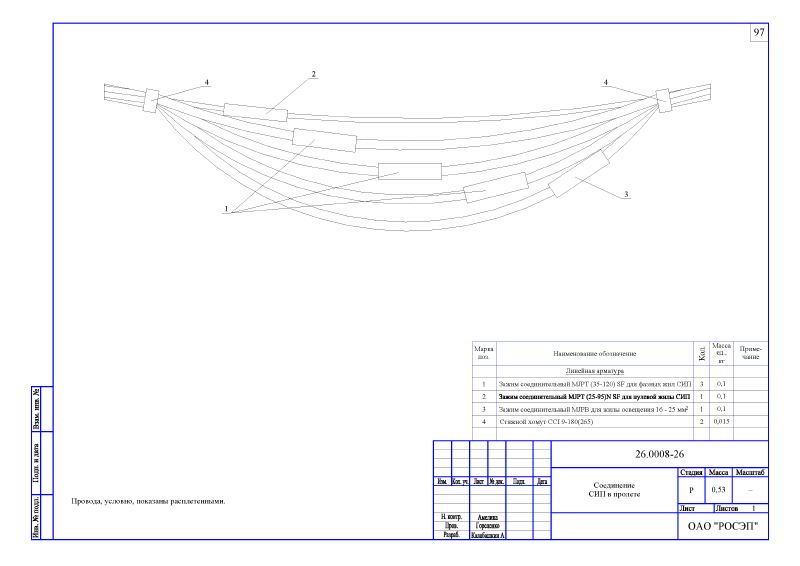 97
4
2
4
1
3
Марка поз.
Наименование обозначение
Кол.
Масса ед., кг
Приме-
чание
Линейная арматура
1 Зажим соединительный MJPT (35-120) SF для фазных жил СИП 3 0,1
2 Зажим соединительный MJPT (25-95)N SF для нулевой жилы СИП 1 0,1
3 Зажим соединительный MJPB для жилы освещения 16 - 25 мм² 1 0,1
4 Стяжной хомут CCI 9-180(265) 2 0,015
26.0008-26
Изм. Кол. уч. Лист № док. Подп. Дата
Соединение
СИП в пролете
Стадия Масса Масштаб
Р 0,53 –
Лист Листов 1
Н. контр. Амелина
Пров. Гореленко
Разраб. Калабашкин А
ОАО "РОСЭП"
Провода, условно, показаны расплетенными.
Взам. инв. №
Подп. и дата
Инв. № подл.